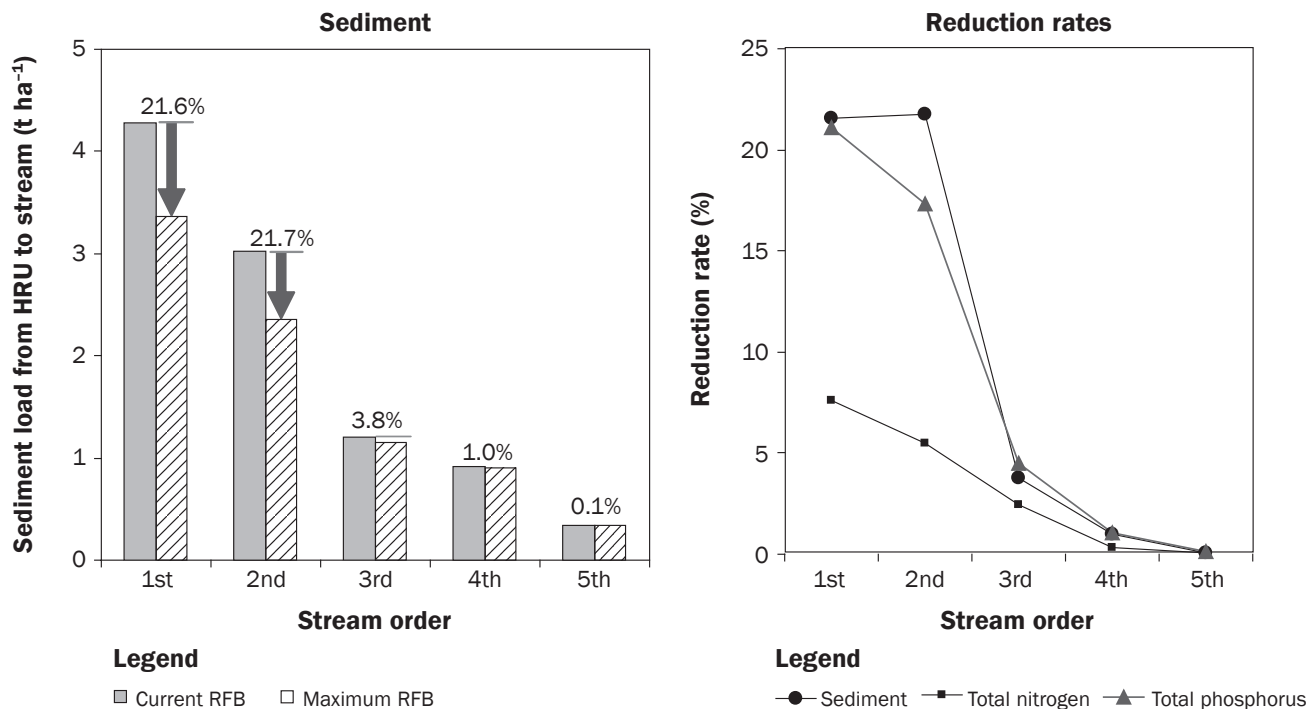 Sediment
Sediment load from HRU to stream (t ha⁻¹)
5
4
3
2
1
0
21.6%
21.7%
3.8%
1.0%
0.1%
1st 2nd 3rd 4th 5th
Stream order
Legend
Current RFB Maximum RFB
Reduction rates
Reduction rate (%)
25
20
15
10
5
0
1st 2nd 3rd 4th 5th
Stream order
Legend
Sediment Total nitrogen Total phosphorus